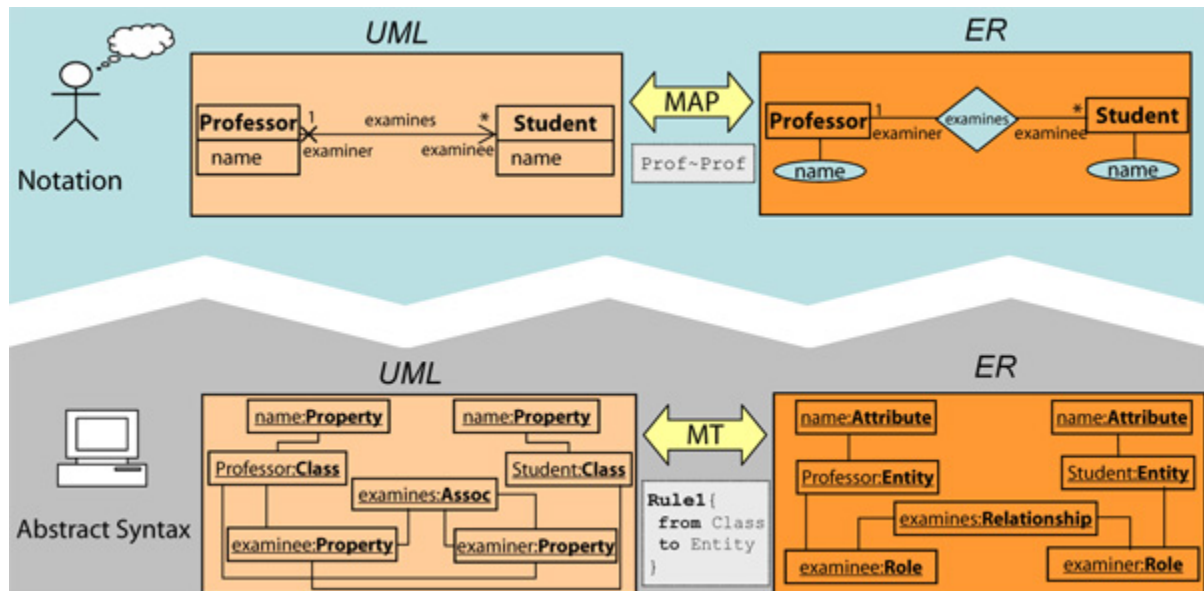 UML
ER
1
examines
*
Professor
Student
examiner
examinee
name
name
MAP
Prof~Prof
1
examines
*
Professor
Student
examiner
examinee
name
name
Notation
UML
ER
name:Property
name:Property
Professor:Class
Student:Class
examines:Assoc
examinee:Property
examiner:Property
MT
Rule1{
from Class
to Entity
}
name:Attribute
name:Attribute
Professor:Entity
Student:Entity
examines:Relationship
examinee:Role
examiner:Role
Abstract Syntax